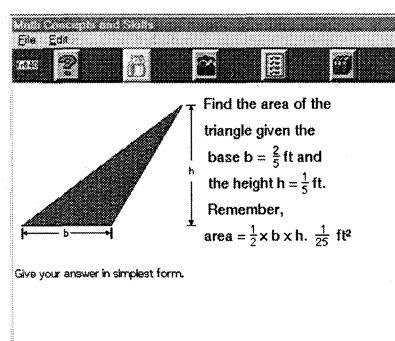 Math Concepts and Skills
File Edit
Find the area of the
triangle given the
base b = 2/5 ft and
the height h = 1/5 ft.
Remember,
area = 1/2 x b x h. 1/25 ft²
h
b
Give your answer in simplest form.